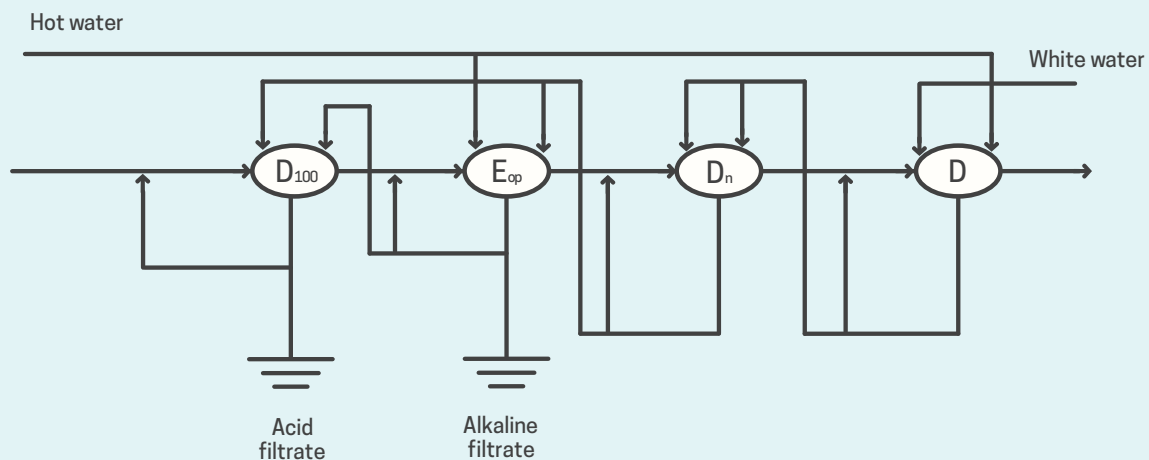 Hot water
White water
D100
Eop
Dn
D
Acid
filtrate
Alkaline
filtrate